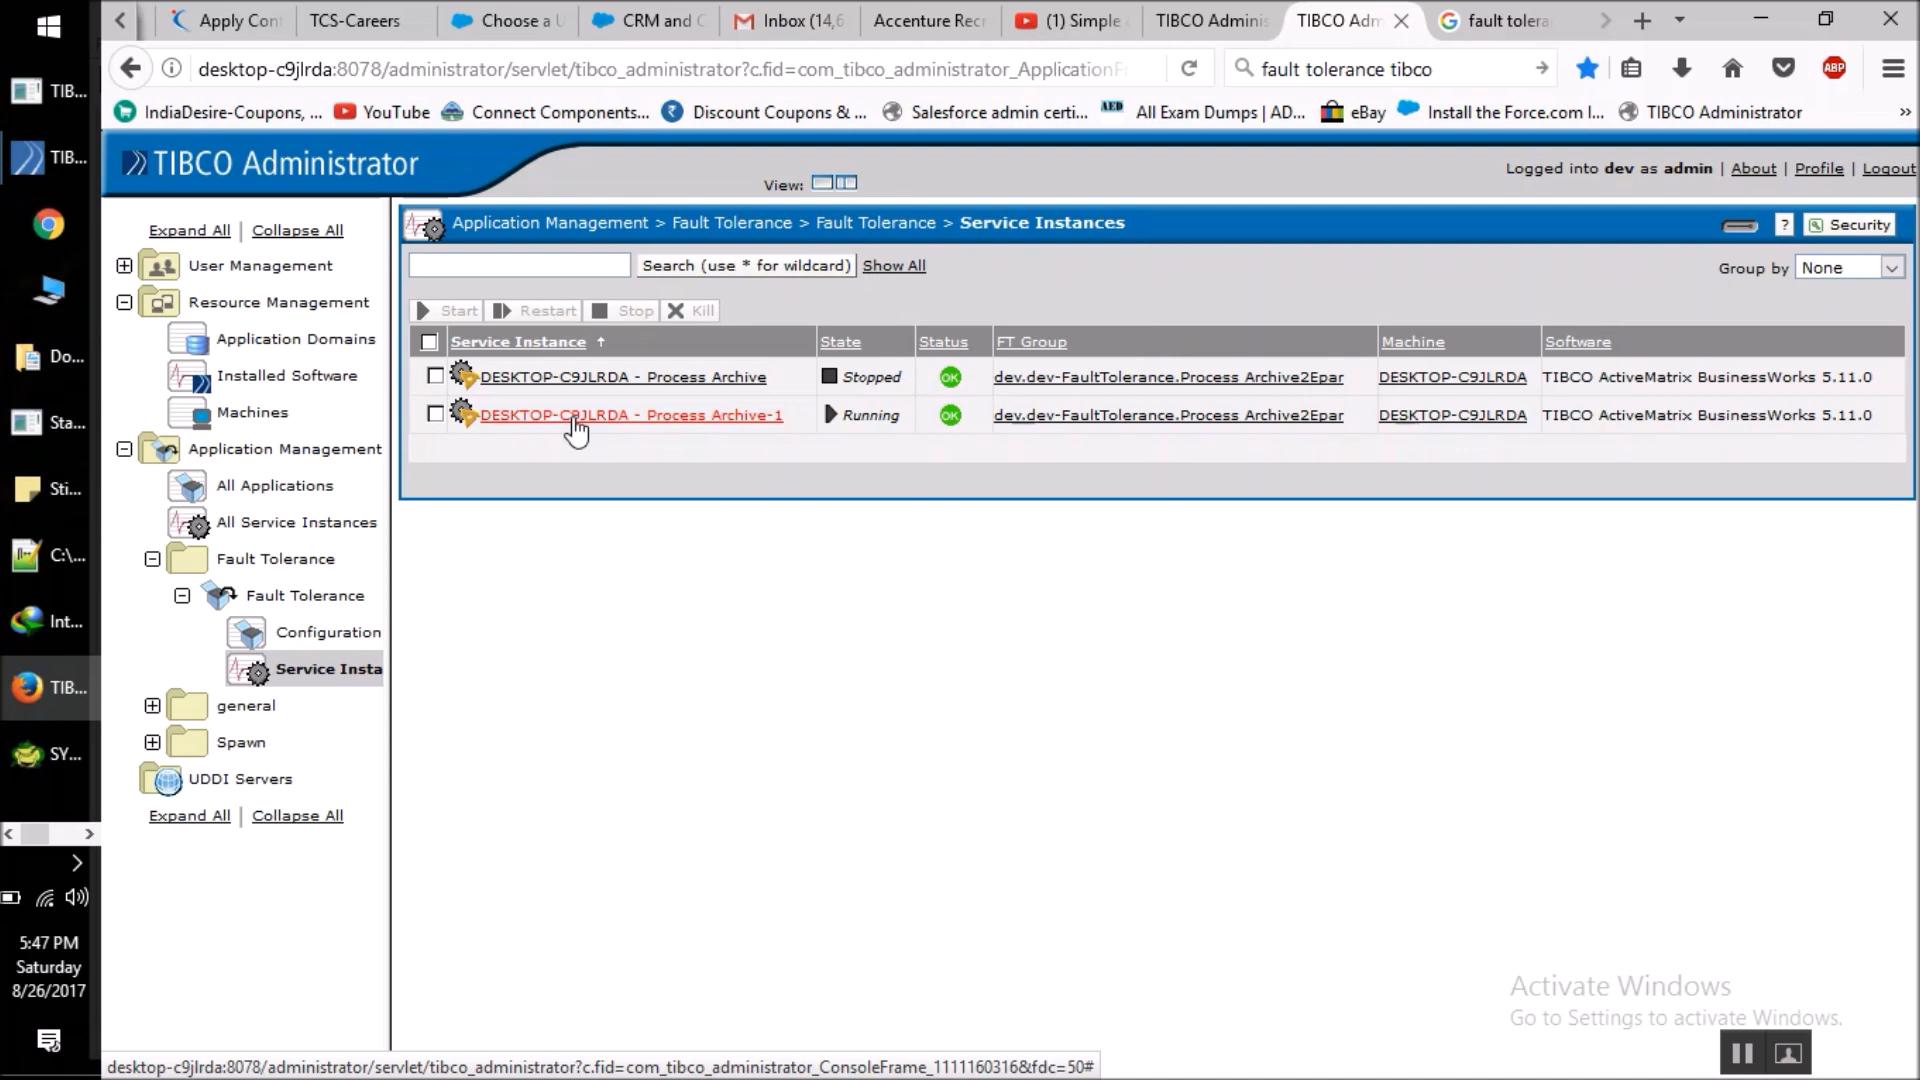 Apply Con
TCS-Careers
Choose a U
CRM and C
Inbox (14,6
Accenture Recr
(1) Simple
TIBCO Adminis
TIBCO Adm
fault tolera
desktop-c9jlrda:8078/administrator/servlet/tibco_administrator?c.fid=com_tibco_administrator_ApplicationF
fault tolerance tibco
ABP
IndiaDesire-Coupons, ...
YouTube
Connect Components...
Discount Coupons & ...
Salesforce admin certi...
AED
All Exam Dumps | AD...
eBay
Install the Force.com I...
TIBCO Administrator
»
TIB...
TIB...
Do...
Sta...
Sti...
C:\...
Int...
TIB...
SY...
5:47 PM
Saturday
8/26/2017
TIBCO Administrator
View:
Logged into dev as admin | About | Profile | Logout
Expand All | Collapse All
User Management
Resource Management
Application Domains
Installed Software
Machines
Application Management
All Applications
All Service Instances
Fault Tolerance
Fault Tolerance
Configuration
Service Insta
general
Spawn
UDDI Servers
Expand All | Collapse All
Application Management > Fault Tolerance > Fault Tolerance > Service Instances
? Security
Search (use * for wildcard) Show All
Group by None
Start Restart Stop Kill
Service Instance ↑ State Status FT Group Machine Software
DESKTOP-C9JLRDA - Process Archive Stopped OK dev.dev-FaultTolerance.Process Archive2Epar DESKTOP-C9JLRDA TIBCO ActiveMatrix BusinessWorks 5.11.0
DESKTOP-C9JLRDA - Process Archive-1 Running OK dev.dev-FaultTolerance.Process Archive2Epar DESKTOP-C9JLRDA TIBCO ActiveMatrix BusinessWorks 5.11.0
Activate Windows
Go to Settings to activate Windows.
desktop-c9jlrda:8078/administrator/servlet/tibco_administrator?c.fid=com_tibco_administrator_ConsoleFrame_1111160316&fdc=50#